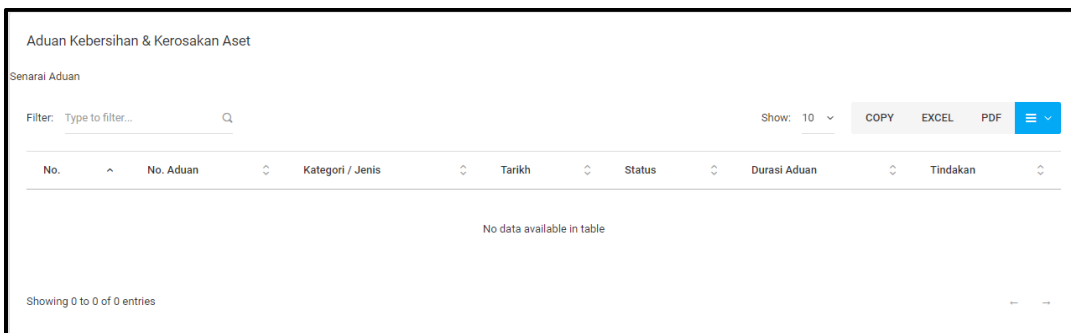 Aduan Kebersihan & Kerosakan Aset
Senarai Aduan
Filter: Type to filter... Show: 10 COPY EXCEL PDF
No. No. Aduan Kategori / Jenis Tarikh Status Durasi Aduan Tindakan
No data available in table
Showing 0 to 0 of 0 entries ← →